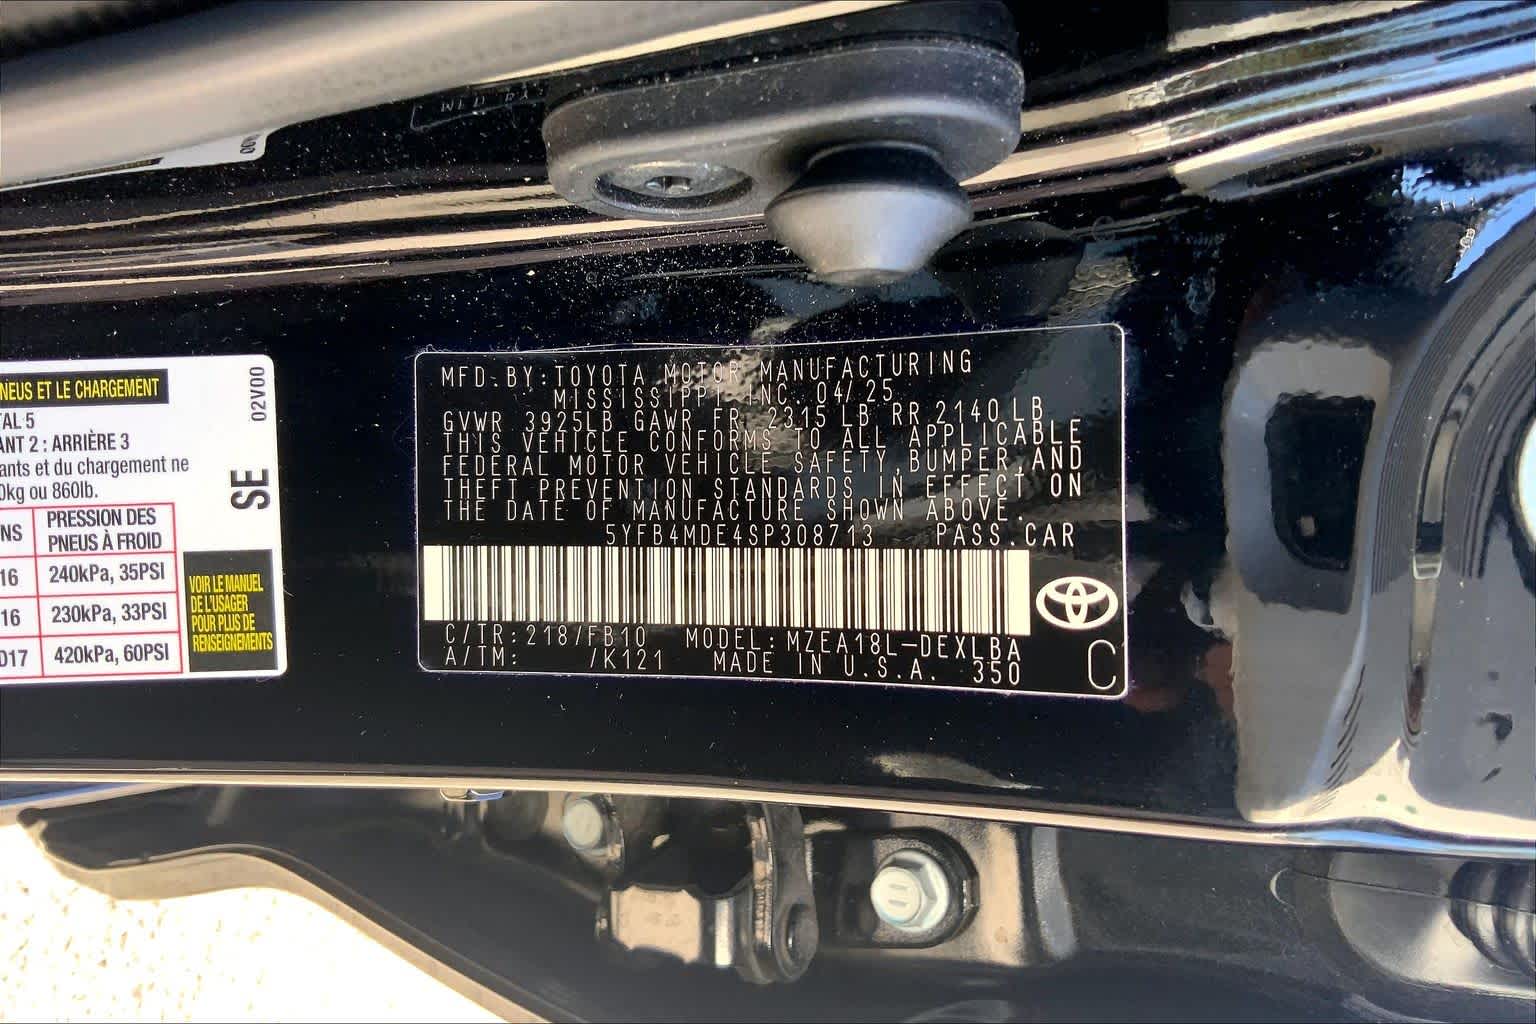 NEUS ET LE CHARGEMENT
TAL 5
ANT 2 : ARRIÈRE 3
ants et du chargement ne
0kg ou 860lb.
NS PRESSION DES
PNEUS À FROID
16 240kPa, 35PSI
16 230kPa, 33PSI
D17 420kPa, 60PSI
02V00
SE
VOIR LE MANUEL
DE L'USAGER
POUR PLUS DE
RENSEIGNEMENTS
MFD.BY:TOYOTA MOTOR MANUFACTURING
MISSISSIPPI,INC. 04/25
GVWR 3925LB GAWR FR 2315 LB RR 2140 LB
THIS VEHICLE CONFORMS TO ALL APPLICABLE
FEDERAL MOTOR VEHICLE SAFETY,BUMPER,AND
THEFT PREVENTION STANDARDS IN EFFECT ON
THE DATE OF MANUFACTURE SHOWN ABOVE.
5YFB4MDE4SP308713 PASS.CAR
C/TR:218/FB10 MODEL:MZEA18L-DEXLBA
A/TM: /K121 MADE IN U.S.A. 350
C